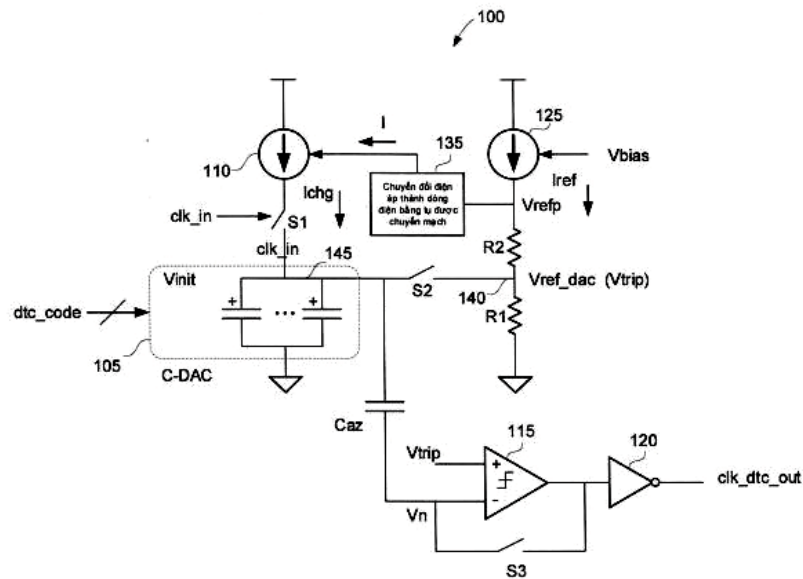 100
125
110
I
135
Vbias
Chuyển đổi điện
áp thành dòng
điện bằng tụ được
chuyển mạch
Iref
Ichg
Vrefp
clk_in
S1
R2
clk_in
145
Vinit
S2
140
Vref_dac (Vtrip)
dtc_code
+
...
+
R1
105
C-DAC
Caz
115
120
Vtrip
+
clk_dtc_out
-
Vn
S3